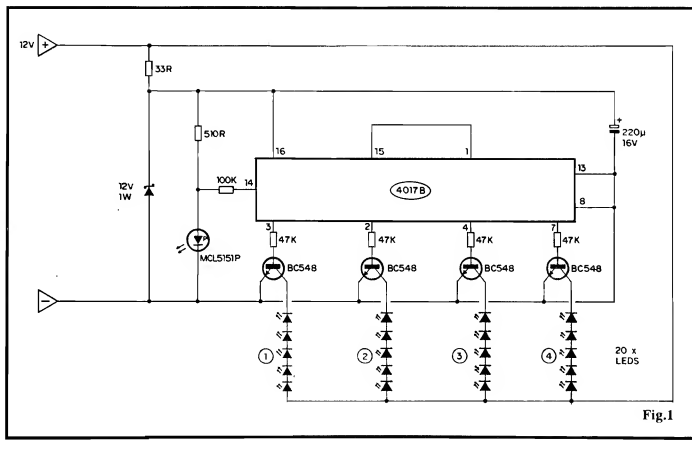 12V +
33R
510R
220µ
16V
+
16
15
1
13
100K
14
4017B
8
12V
1W
MCL5151P
3
2
4
7
47K
47K
47K
47K
BC548
BC548
BC548
BC548
−
1
2
3
4
20 x
LEDS
Fig.1